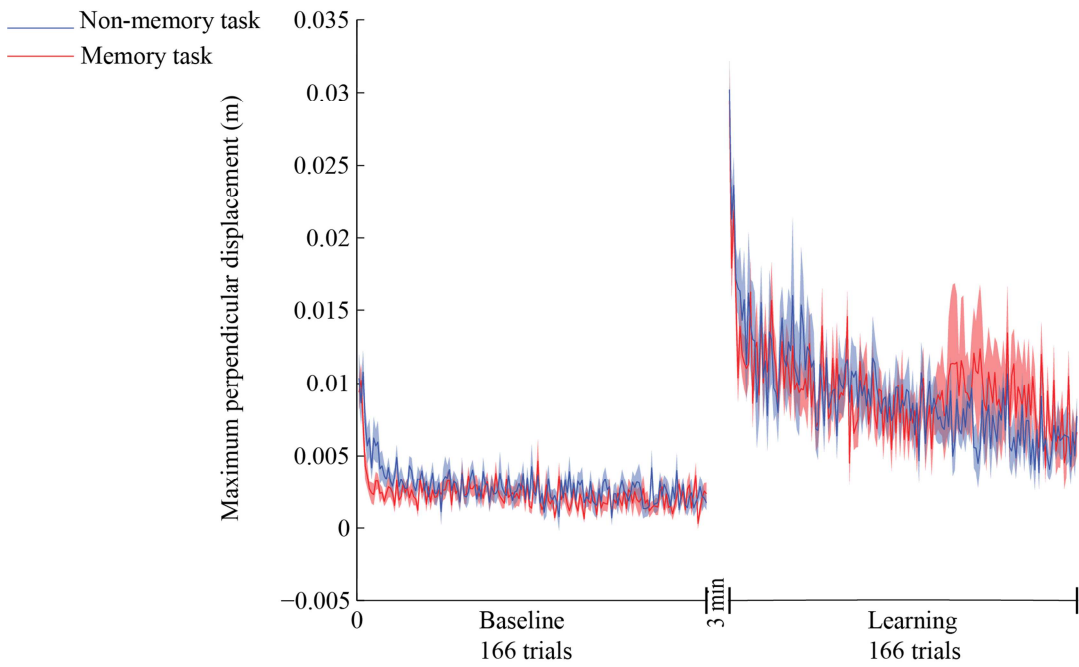 Non-memory task
Memory task
Maximum perpendicular displacement (m)
0.035
0.03
0.025
0.02
0.015
0.01
0.005
0
−0.005
0
Baseline
166 trials
3 min
Learning
166 trials